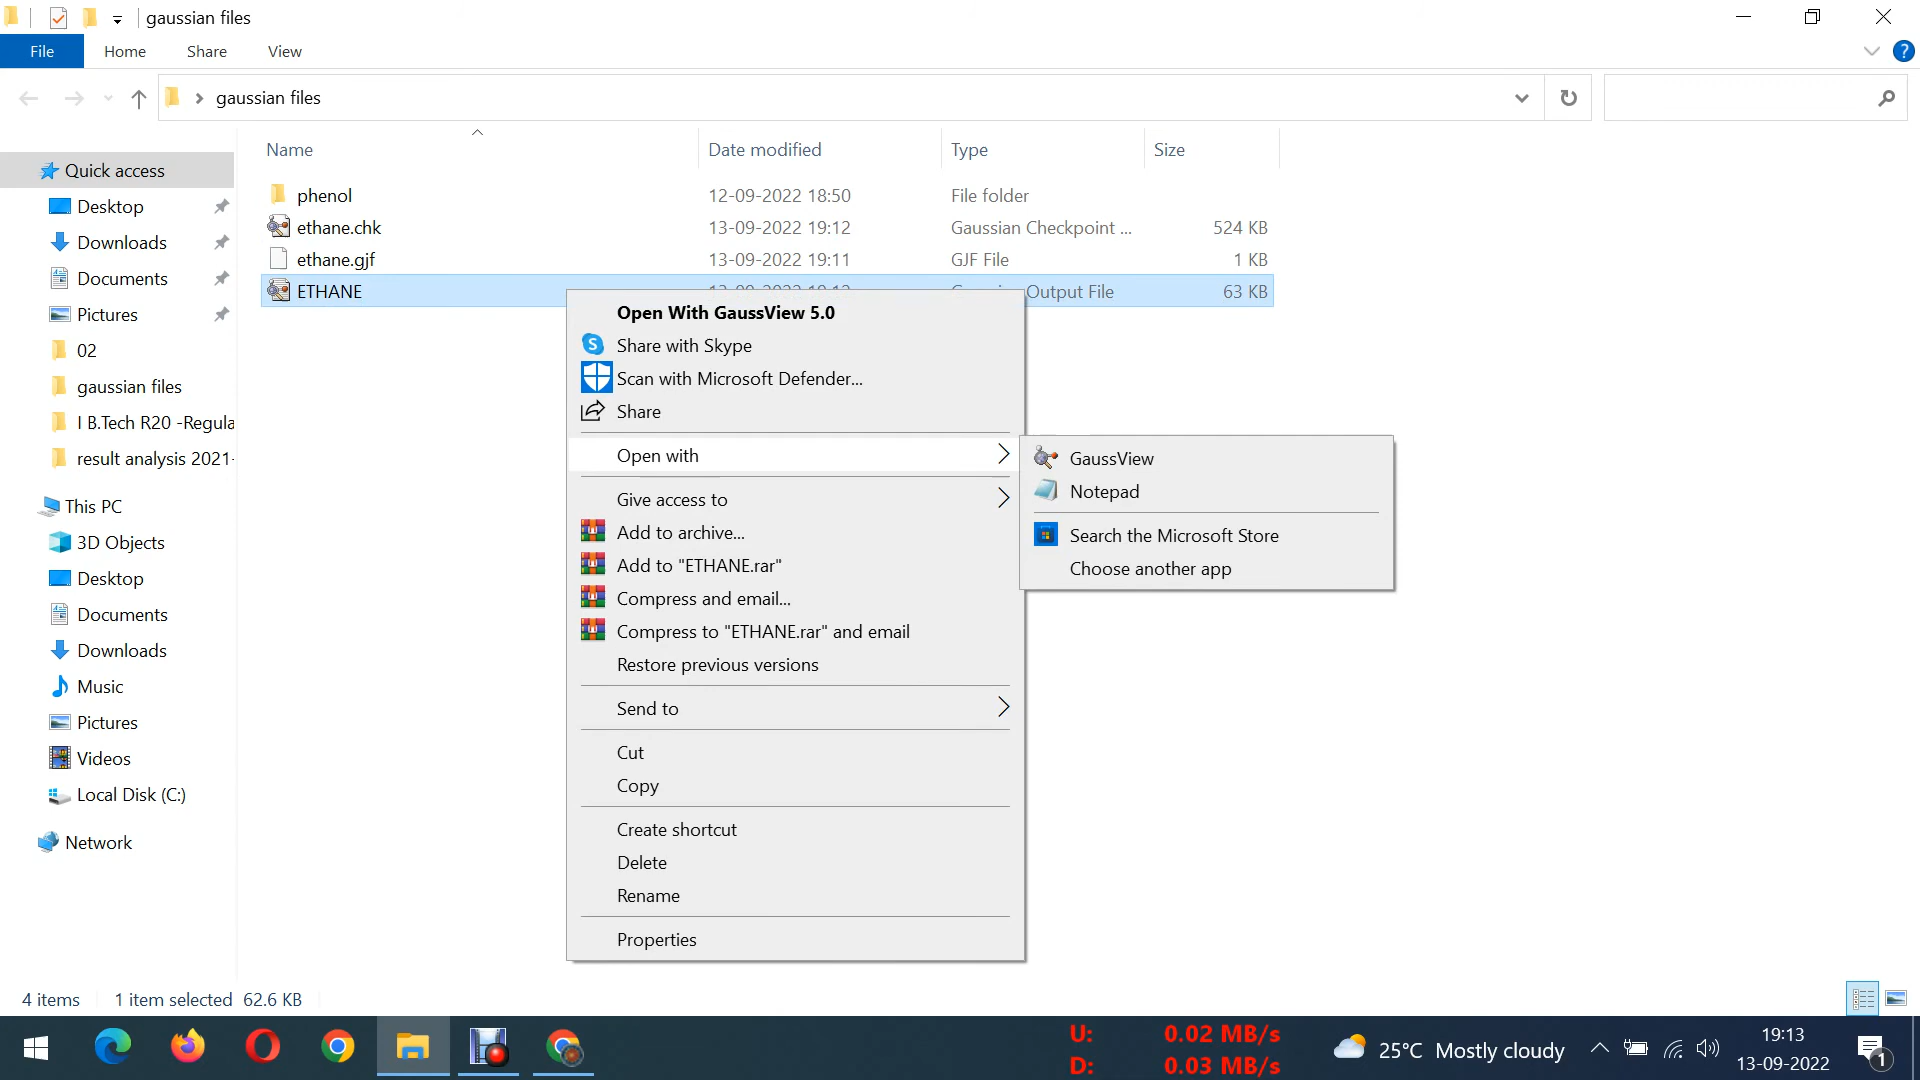 gaussian files
File Home Share View
gaussian files
Name Date modified Type Size
Quick access
Desktop
Downloads
Documents
Pictures
02
gaussian files
I B.Tech R20 -Regula
result analysis 2021-
This PC
3D Objects
Desktop
Documents
Downloads
Music
Pictures
Videos
Local Disk (C:)
Network
phenol 12-09-2022 18:50 File folder
ethane.chk 13-09-2022 19:12 Gaussian Checkpoint ... 524 KB
ethane.gjf 13-09-2022 19:11 GJF File 1 KB
ETHANE Output File 63 KB
Open With GaussView 5.0
Share with Skype
Scan with Microsoft Defender...
Share
Open with
Give access to
Add to archive...
Add to "ETHANE.rar"
Compress and email...
Compress to "ETHANE.rar" and email
Restore previous versions
Send to
Cut
Copy
Create shortcut
Delete
Rename
Properties
GaussView
Notepad
Search the Microsoft Store
Choose another app
4 items 1 item selected 62.6 KB
U: 0.02 MB/s
D: 0.03 MB/s
25°C Mostly cloudy
19:13
13-09-2022
1